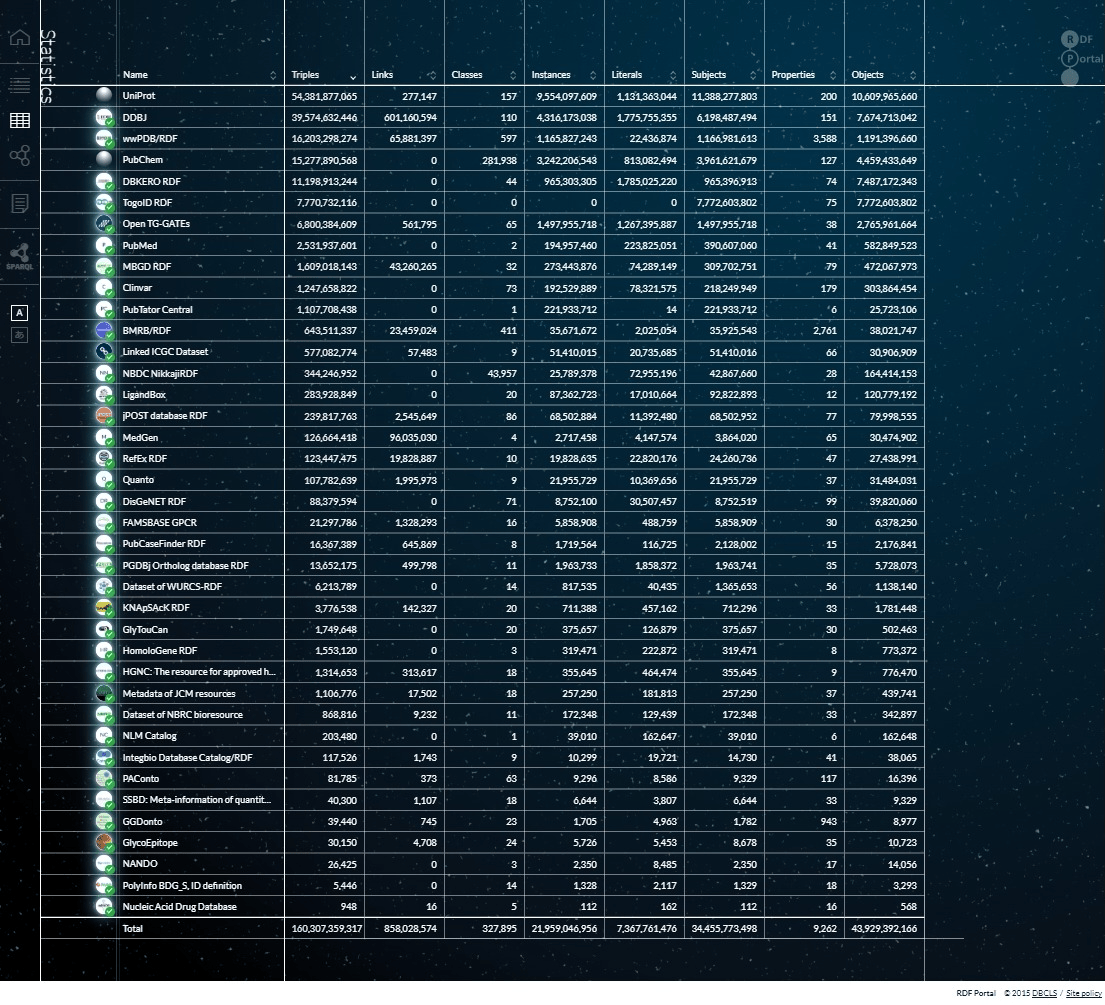 Statistics
RDF
Portal
Name Triples Links Classes Instances Literals Subjects Properties Objects
UniProt 54,381,877,065 277,147 157 9,554,097,609 1,131,363,044 11,388,277,803 200 10,609,965,660
DDBJ 39,574,632,446 601,160,594 110 4,316,173,038 1,775,755,355 6,198,487,494 151 7,674,713,042
wwPDB/RDF 16,203,298,274 65,881,397 597 1,165,827,243 22,436,874 1,166,981,613 3,588 1,191,396,660
PubChem 15,277,890,568 0 281,938 3,242,206,543 813,082,494 3,961,621,679 127 4,459,433,649
DBKERO RDF 11,198,913,244 0 44 965,303,305 1,785,025,220 965,396,913 74 7,487,172,343
TogoID RDF 7,770,732,116 0 0 0 0 7,772,603,802 75 7,772,603,802
Open TG-GATEs 6,800,384,609 561,795 65 1,497,955,718 1,267,395,887 1,497,955,718 38 2,765,961,664
PubMed 2,531,937,601 0 2 194,957,460 223,825,051 390,607,060 41 582,849,523
MBGD RDF 1,609,018,143 43,260,265 32 273,443,876 74,289,149 309,702,751 79 472,067,973
Clinvar 1,247,658,822 0 73 192,529,889 78,321,575 218,249,949 179 303,864,454
PubTator Central 1,107,708,438 0 1 221,933,712 14 221,933,712 6 25,723,106
BMRB/RDF 643,511,337 23,459,024 411 35,671,672 2,025,054 35,925,543 2,761 38,021,747
Linked ICGC Dataset 577,082,774 57,483 9 51,410,015 20,735,685 51,410,016 66 30,906,909
NBDC NikkajiRDF 344,246,952 0 43,957 25,789,378 72,955,196 42,867,660 28 164,414,153
LigandBox 283,928,849 0 20 87,362,723 17,010,664 92,822,893 12 120,779,192
jPOST database RDF 239,817,763 2,545,649 86 68,502,884 11,392,480 68,502,952 77 79,998,555
MedGen 126,664,418 96,035,030 4 2,717,458 4,147,574 3,864,020 65 30,474,902
RefEx RDF 123,447,475 19,828,887 10 19,828,635 22,820,176 24,260,736 47 27,438,991
Quanto 107,782,639 1,995,973 9 21,955,729 10,369,656 21,955,729 37 31,484,031
DisGeNET RDF 88,379,594 0 71 8,752,100 30,507,457 8,752,519 99 39,820,060
FAMSBASE GPCR 21,297,786 1,328,293 16 5,858,908 488,759 5,858,909 30 6,378,250
PubCaseFinder RDF 16,367,389 645,869 8 1,719,564 116,725 2,128,002 15 2,176,841
PGDBj Ortholog database RDF 13,652,175 499,798 11 1,963,733 1,858,372 1,963,741 35 5,728,073
Dataset of WURCS-RDF 6,213,789 0 14 817,535 40,435 1,365,653 56 1,138,140
KNApSAcK RDF 3,776,538 142,327 20 711,388 457,162 712,296 33 1,781,448
GlyTouCan 1,749,648 0 20 375,657 126,879 375,657 30 502,463
HomoloGene RDF 1,553,120 0 3 319,471 222,872 319,471 8 773,372
HGNC: The resource for approved h... 1,314,653 313,617 18 355,645 464,474 355,645 9 776,470
Metadata of JCM resources 1,106,776 17,502 18 257,250 181,813 257,250 37 439,741
Dataset of NBRC bioresource 868,816 9,232 11 172,348 129,439 172,348 33 342,897
NLM Catalog 203,480 0 1 39,010 162,647 39,010 6 162,648
Integbio Database Catalog/RDF 117,526 1,743 9 10,299 19,721 14,730 41 38,065
PAConto 81,785 373 63 9,296 8,586 9,329 117 16,396
SSBD: Meta-information of quantit... 40,300 1,107 18 6,644 3,807 6,644 33 9,329
GGDonto 39,440 745 23 1,705 4,963 1,782 943 8,977
GlycoEpitope 30,150 4,708 24 5,726 5,453 8,678 35 10,723
NANDO 26,425 0 3 2,350 8,485 2,350 17 14,056
PolyInfo BDG_S, ID definition 5,446 0 14 1,328 2,117 1,329 18 3,293
Nucleic Acid Drug Database 948 16 5 112 162 112 16 568
Total 160,307,359,317 858,028,574 327,895 21,959,046,956 7,367,761,476 34,455,773,498 9,262 43,929,392,166
SPARQL
A
あ
RDF Portal © 2015 DBCLS / Site policy